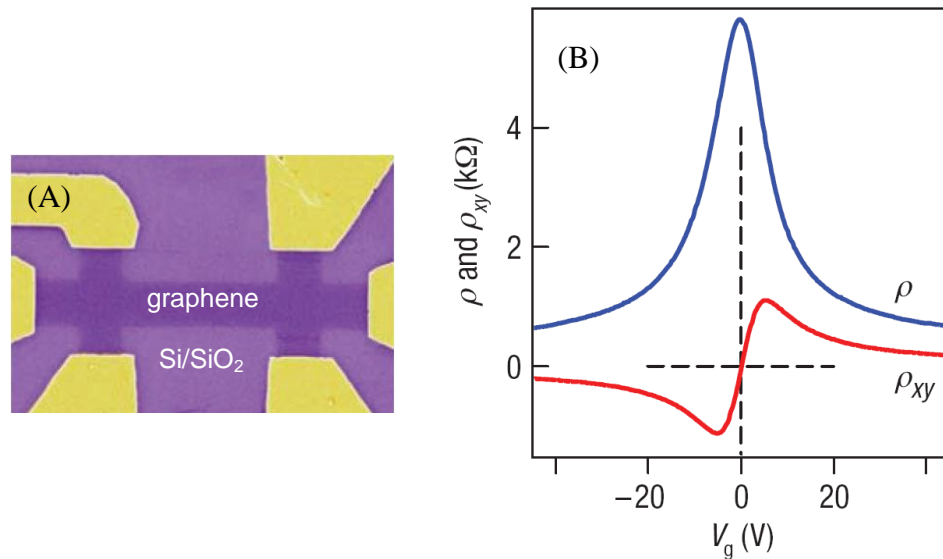 (A)
graphene
Si/SiO₂
(B)
ρ and ρxy (kΩ)
4
2
0
ρ
ρxy
−20
0
20
Vg (V)